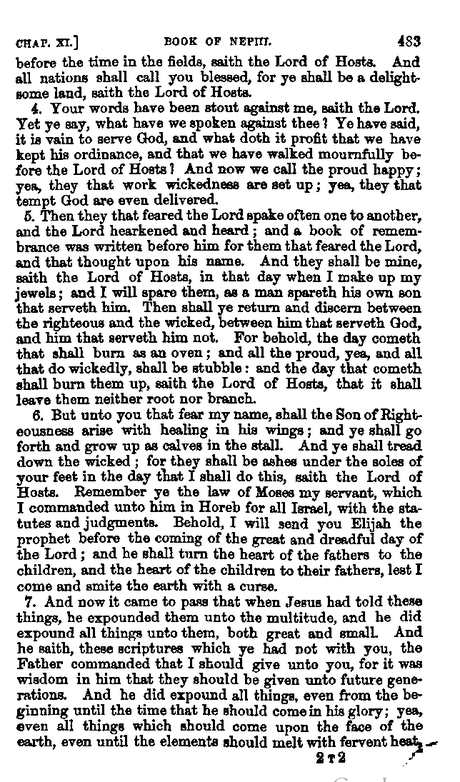 CHAP. XI.] BOOK OF NEPHI. 483
before the time in the fields, saith the Lord of Hosts. And
all nations shall call you blessed, for ye shall be a delight-
some land, saith the Lord of Hosts.
4. Your words have been stout against me, saith the Lord.
Yet ye say, what have we spoken against thee? Ye have said,
it is vain to serve God, and what doth it profit that we have
kept his ordinance, and that we have walked mournfully be-
fore the Lord of Hosts? And now we call the proud happy;
yea, they that work wickedness are set up; yea, they that
tempt God are even delivered.
5. Then they that feared the Lord spake often one to another,
and the Lord hearkened and heard; and a book of remem-
brance was written before him for them that feared the Lord,
and that thought upon his name. And they shall be mine,
saith the Lord of Hosts, in that day when I make up my
jewels; and I will spare them, as a man spareth his own son
that serveth him. Then shall ye return and discern between
the righteous and the wicked, between him that serveth God,
and him that serveth him not. For behold, the day cometh
that shall burn as an oven; and all the proud, yea, and all
that do wickedly, shall be stubble: and the day that cometh
shall burn them up, saith the Lord of Hosts, that it shall
leave them neither root nor branch.
6. But unto you that fear my name, shall the Son of Right-
eousness arise with healing in his wings; and ye shall go
forth and grow up as calves in the stall. And ye shall tread
down the wicked; for they shall be ashes under the soles of
your feet in the day that I shall do this, saith the Lord of
Hosts. Remember ye the law of Moses my servant, which
I commanded unto him in Horeb for all Israel, with the sta-
tutes and judgments. Behold, I will send you Elijah the
prophet before the coming of the great and dreadful day of
the Lord; and he shall turn the heart of the fathers to the
children, and the heart of the children to their fathers, lest I
come and smite the earth with a curse.
7. And now it came to pass that when Jesus had told these
things, he expounded them unto the multitude, and he did
expound all things unto them, both great and small. And
he saith, these scriptures which ye had not with you, the
Father commanded that I should give unto you, for it was
wisdom in him that they should be given unto future gene-
rations. And he did expound all things, even from the be-
ginning until the time that he should come in his glory; yea,
even all things which should come upon the face of the
earth, even until the elements should melt with fervent heat,
2 T 2